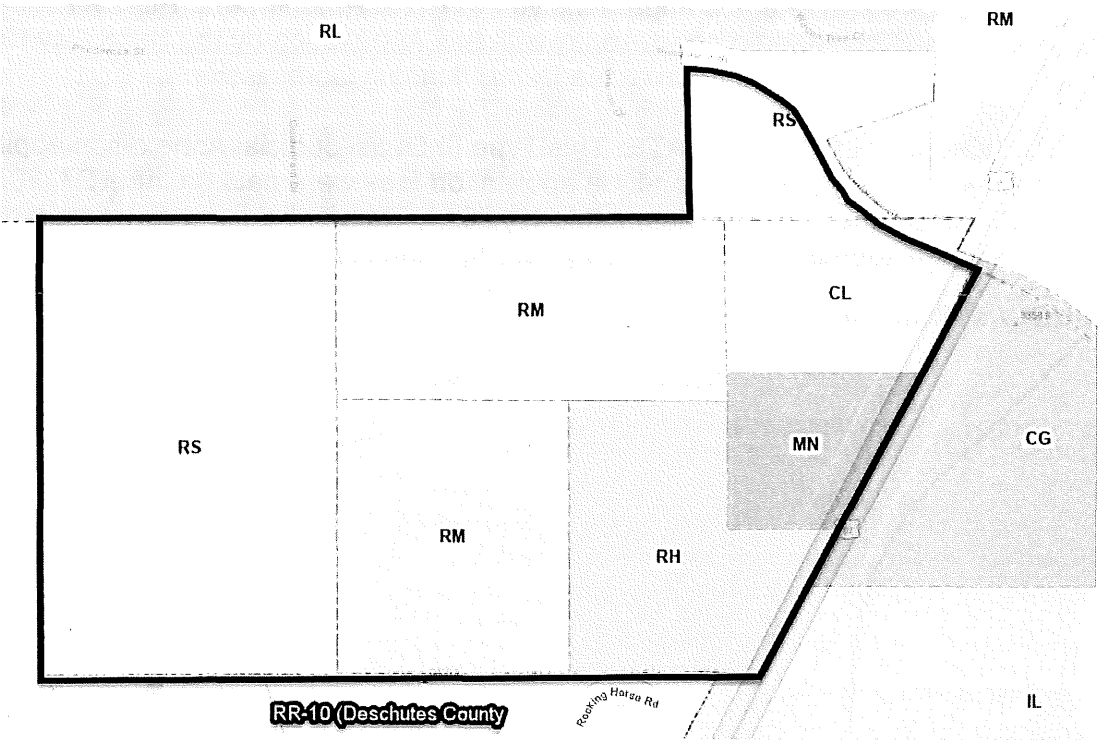 RL
RM
RS
RM
CL
RS
MN
CG
RM
RH
Rocking Horse Rd
RR-10 (Deschutes County
IL